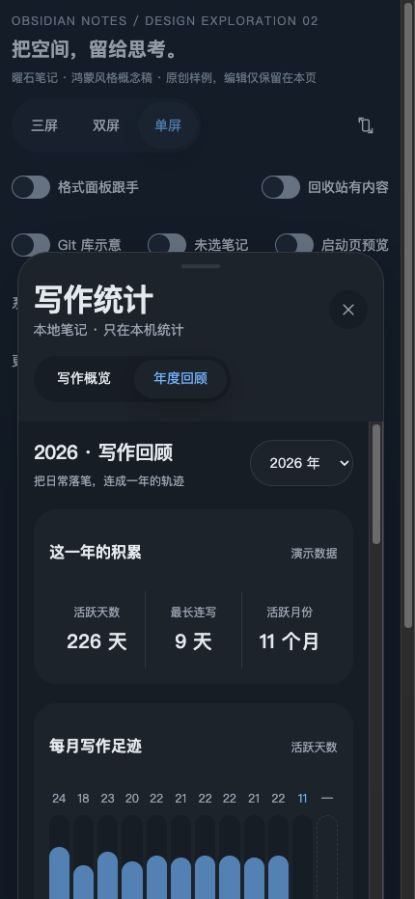 OBSIDIAN NOTES / DESIGN EXPLORATION 02
把空间，留给思考。
曜石笔记 · 鸿蒙风格概念稿 · 原创样例，编辑仅保留在本页
三屏 双屏 单屏
格式面板跟手 回收站有内容
Git 库示意 未选笔记 启动页预览
写作统计
本地笔记 · 只在本机统计
写作概览 年度回顾
2026 · 写作回顾
把日常落笔，连成一年的轨迹
2026 年
这一年的积累 演示数据
活跃天数 最长连写 活跃月份
226 天 9 天 11 个月
每月写作足迹 活跃天数
24 18 23 20 22 21 22 22 21 22 11 —